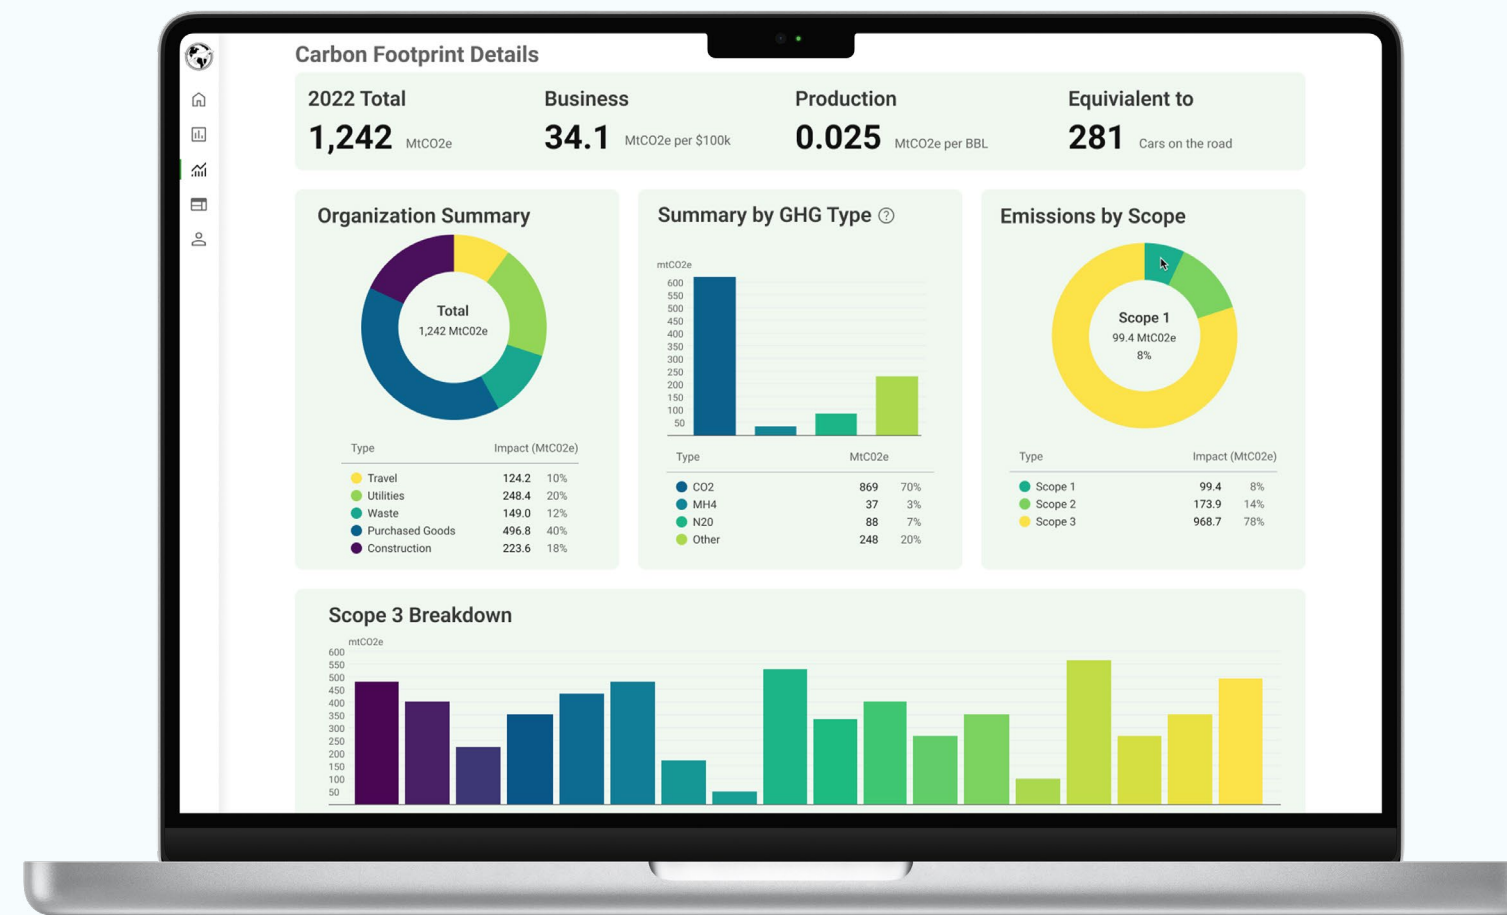 Carbon Footprint Details
2022 Total
1,242 MtCO2e
Business
34.1 MtCO2e per $100k
Production
0.025 MtCO2e per BBL
Equivialent to
281 Cars on the road
Organization Summary
Total
1,242 MtC02e
Type Impact (MtC02e)
Travel 124.2 10%
Utilities 248.4 20%
Waste 149.0 12%
Purchased Goods 496.8 40%
Construction 223.6 18%
Summary by GHG Type ?
mtCO2e
600
550
500
450
400
350
300
250
200
150
100
50
Type MtC02e
CO2 869 70%
MH4 37 3%
N20 88 7%
Other 248 20%
Emissions by Scope
Scope 1
99.4 MtC02e
8%
Type Impact (MtC02e)
Scope 1 99.4 8%
Scope 2 173.9 14%
Scope 3 968.7 78%
Scope 3 Breakdown
mtCO2e
600
550
500
450
400
350
300
250
200
150
100
50